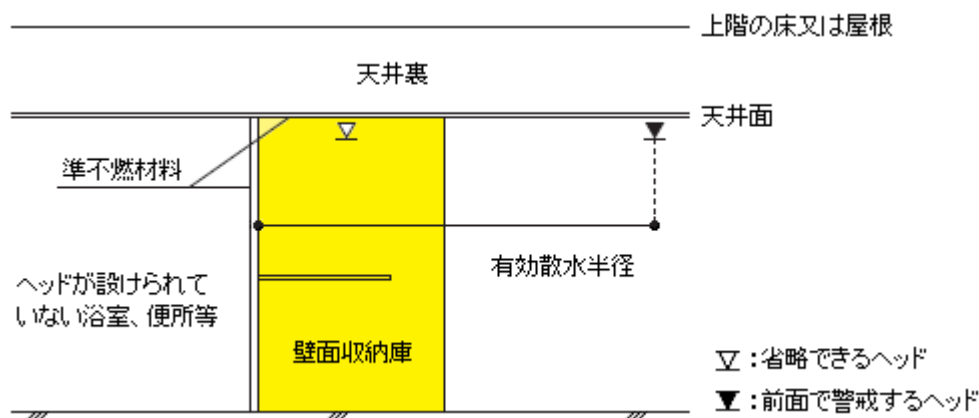 上階の床又は屋根
天井裏
天井面
準不燃材料
有効散水半径
ヘッドが設けられて
いない浴室、便所等
壁面収納庫
▽：省略できるヘッド
▼：前面で警戒するヘッド